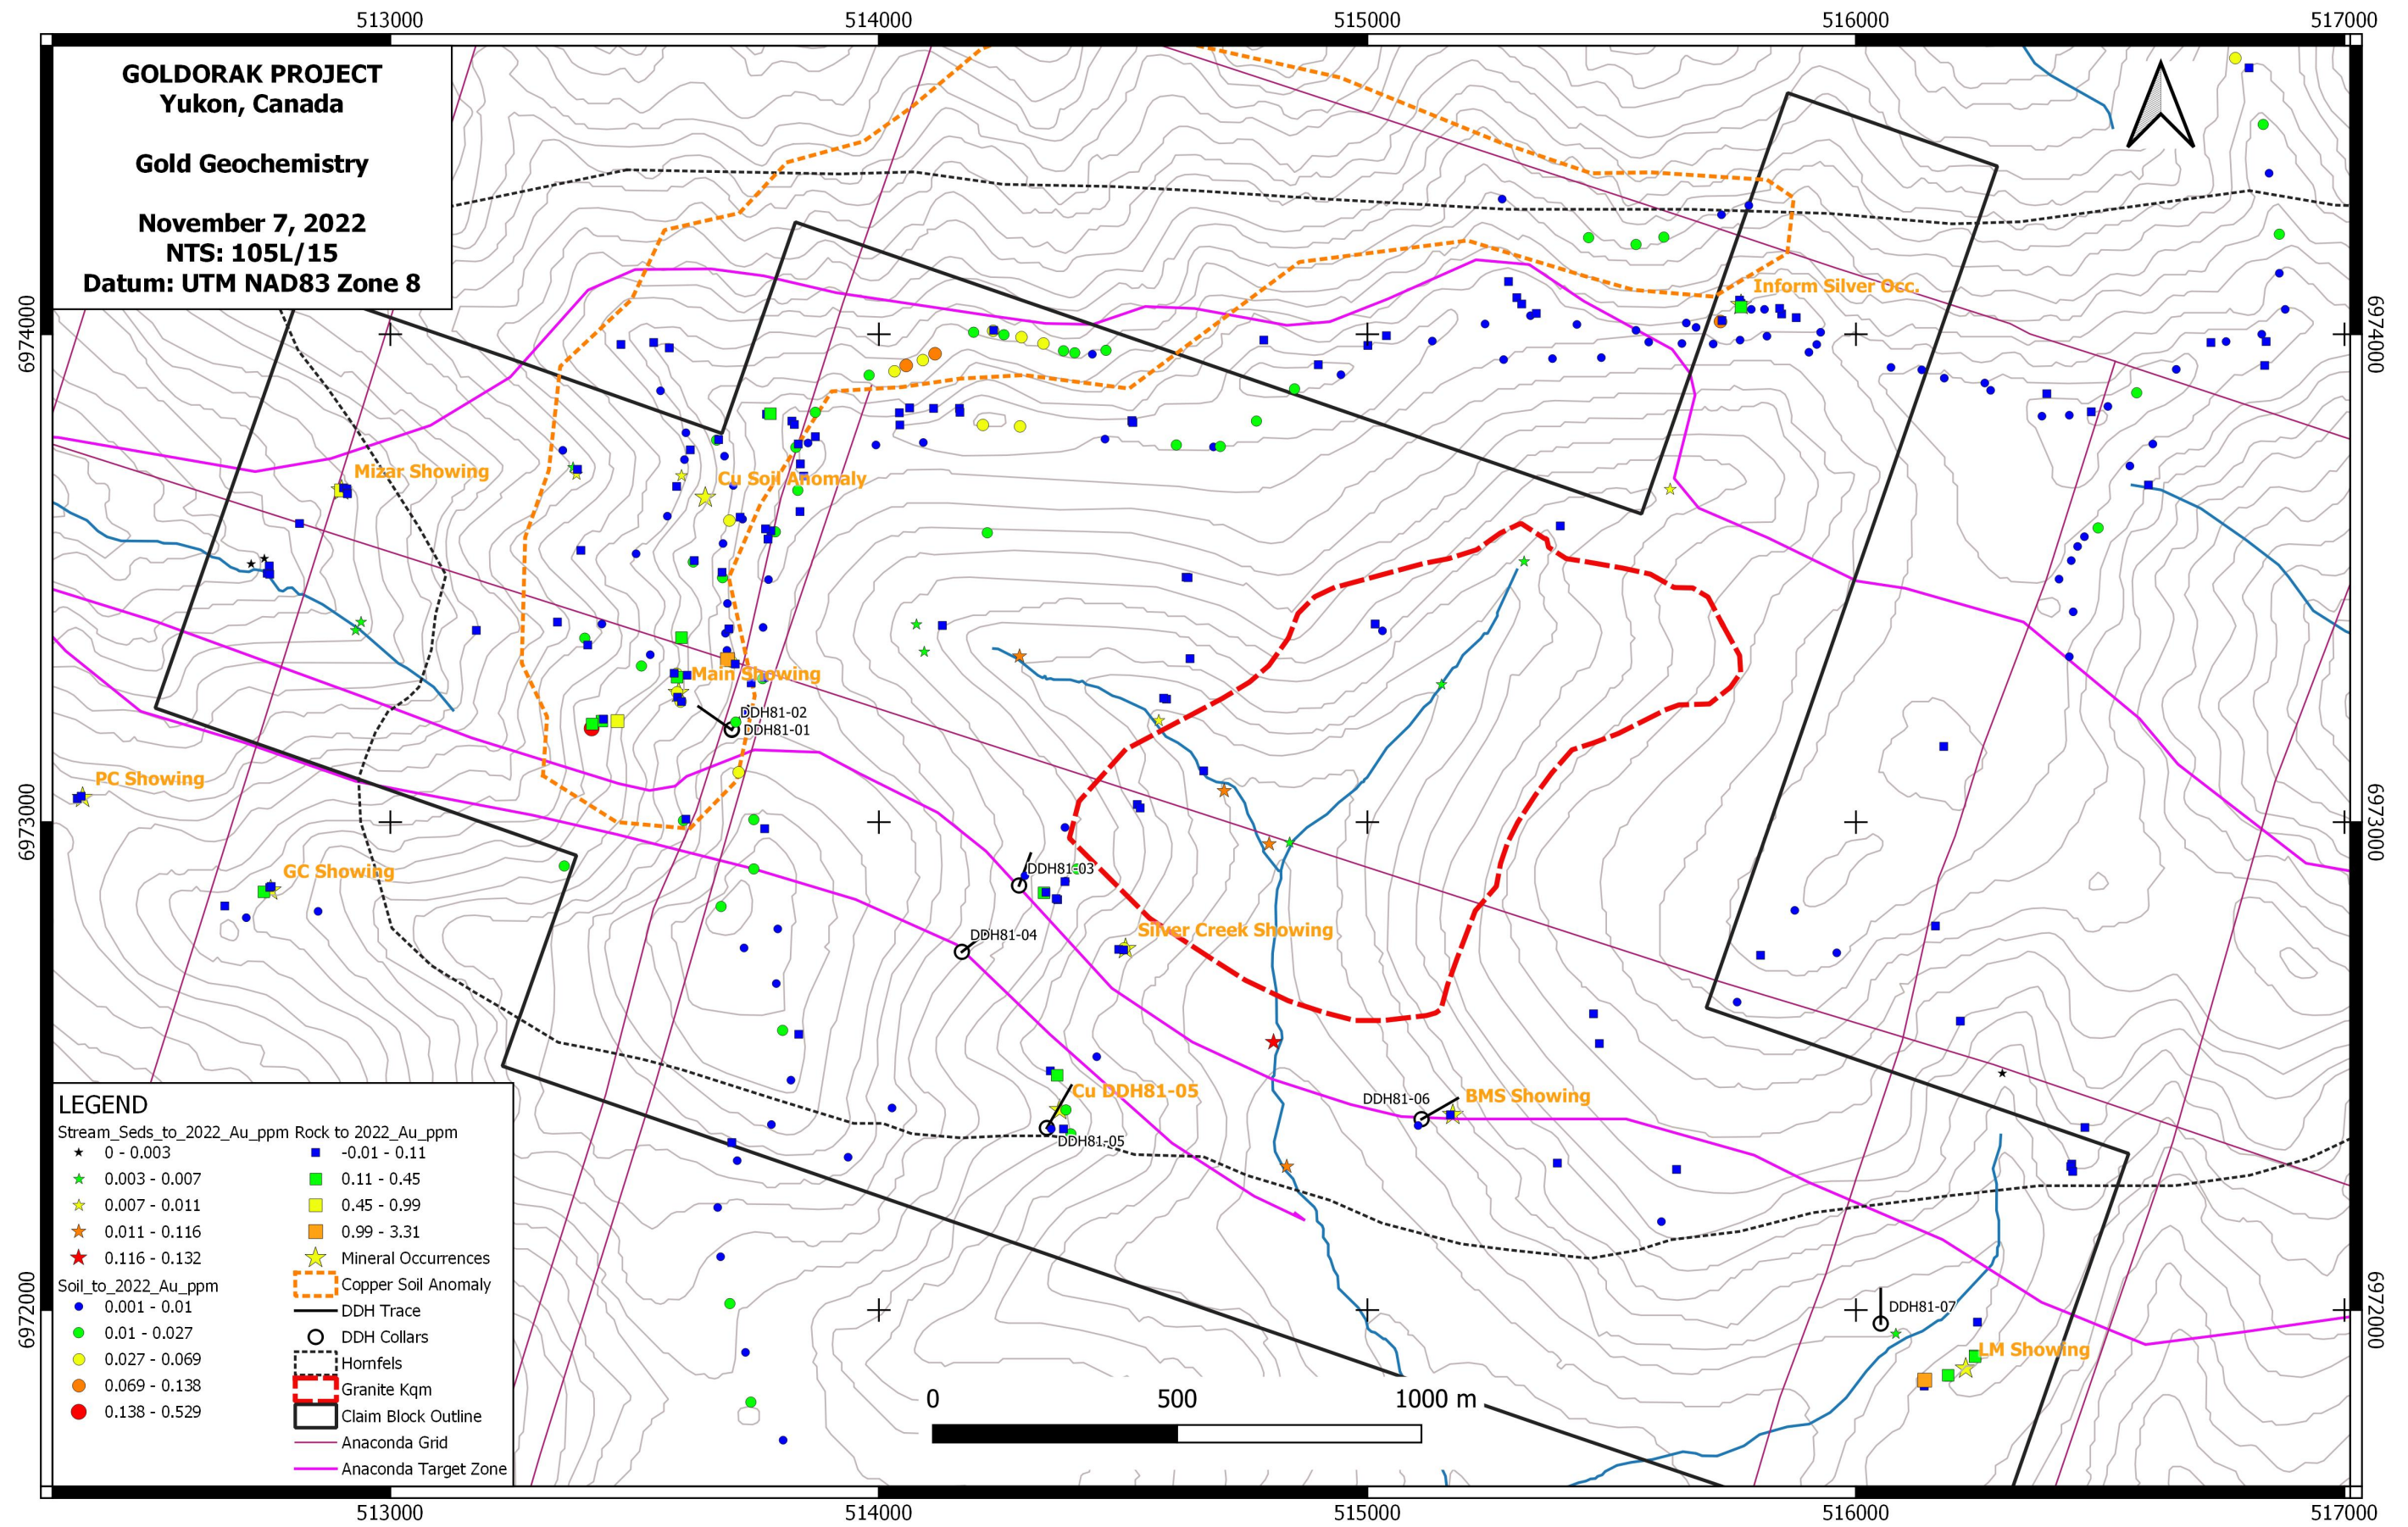 513000
514000
515000
516000
517000
GOLDORAK PROJECT
Yukon, Canada
Gold Geochemistry
November 7, 2022
NTS: 105L/15
Datum: UTM NAD83 Zone 8
6974000
6974000
Inform Silver Occ.
Mizar Showing
Cu Soil Anomaly
Main Showing
DDH81-02
DDH81-01
PC Showing
6973000
6973000
GC Showing
DDH81-03
DDH81-04
Silver Creek Showing
Cu DDH81-05
DDH81-05
DDH81-06
BMS Showing
6972000
6972000
DDH81-07
LM Showing
LEGEND
Stream_Seds_to_2022_Au_ppm
0 - 0.003
0.003 - 0.007
0.007 - 0.011
0.011 - 0.116
0.116 - 0.132
Soil_to_2022_Au_ppm
0.001 - 0.01
0.01 - 0.027
0.027 - 0.069
0.069 - 0.138
0.138 - 0.529
Rock to 2022_Au_ppm
-0.01 - 0.11
0.11 - 0.45
0.45 - 0.99
0.99 - 3.31
Mineral Occurrences
Copper Soil Anomaly
DDH Trace
DDH Collars
Hornfels
Granite Kqm
Claim Block Outline
Anaconda Grid
Anaconda Target Zone
0 500 1000 m
513000
514000
515000
516000
517000